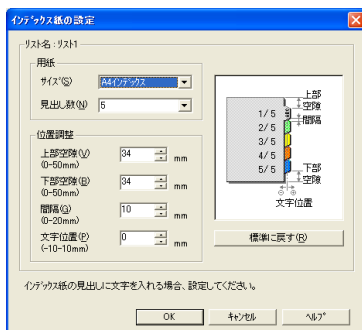 インデックス紙の設定
リスト名 : リスト1
用紙
サイズ(S)
A4インデックス
見出し数(N)
5
位置調整
上部空隙(V)
(0-50mm)
34
mm
下部空隙(B)
(0-50mm)
34
mm
間隔(G)
(0-20mm)
10
mm
文字位置(P)
(-10-10mm)
0
mm
上部
空隙
間隔
1/5
2/5
3/5
4/5
5/5
下部
空隙
文字位置
標準に戻す(R)
インデックス紙の見出しに文字を入れる場合、設定してください。
OK
キャンセル
ヘルプ